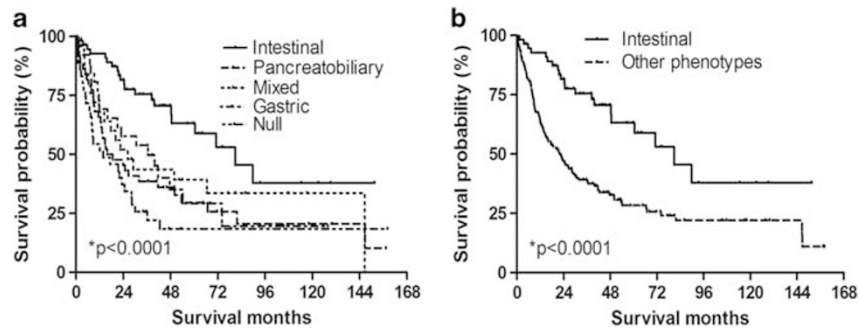 a
Survival probability (%)
100
75
50
25
0
Intestinal
Pancreatobiliary
Mixed
Gastric
Null
*p<0.0001
0 24 48 72 96 120 144 168
Survival months
b
Survival probability (%)
100
75
50
25
0
Intestinal
Other phenotypes
*p<0.0001
0 24 48 72 96 120 144 168
Survival months